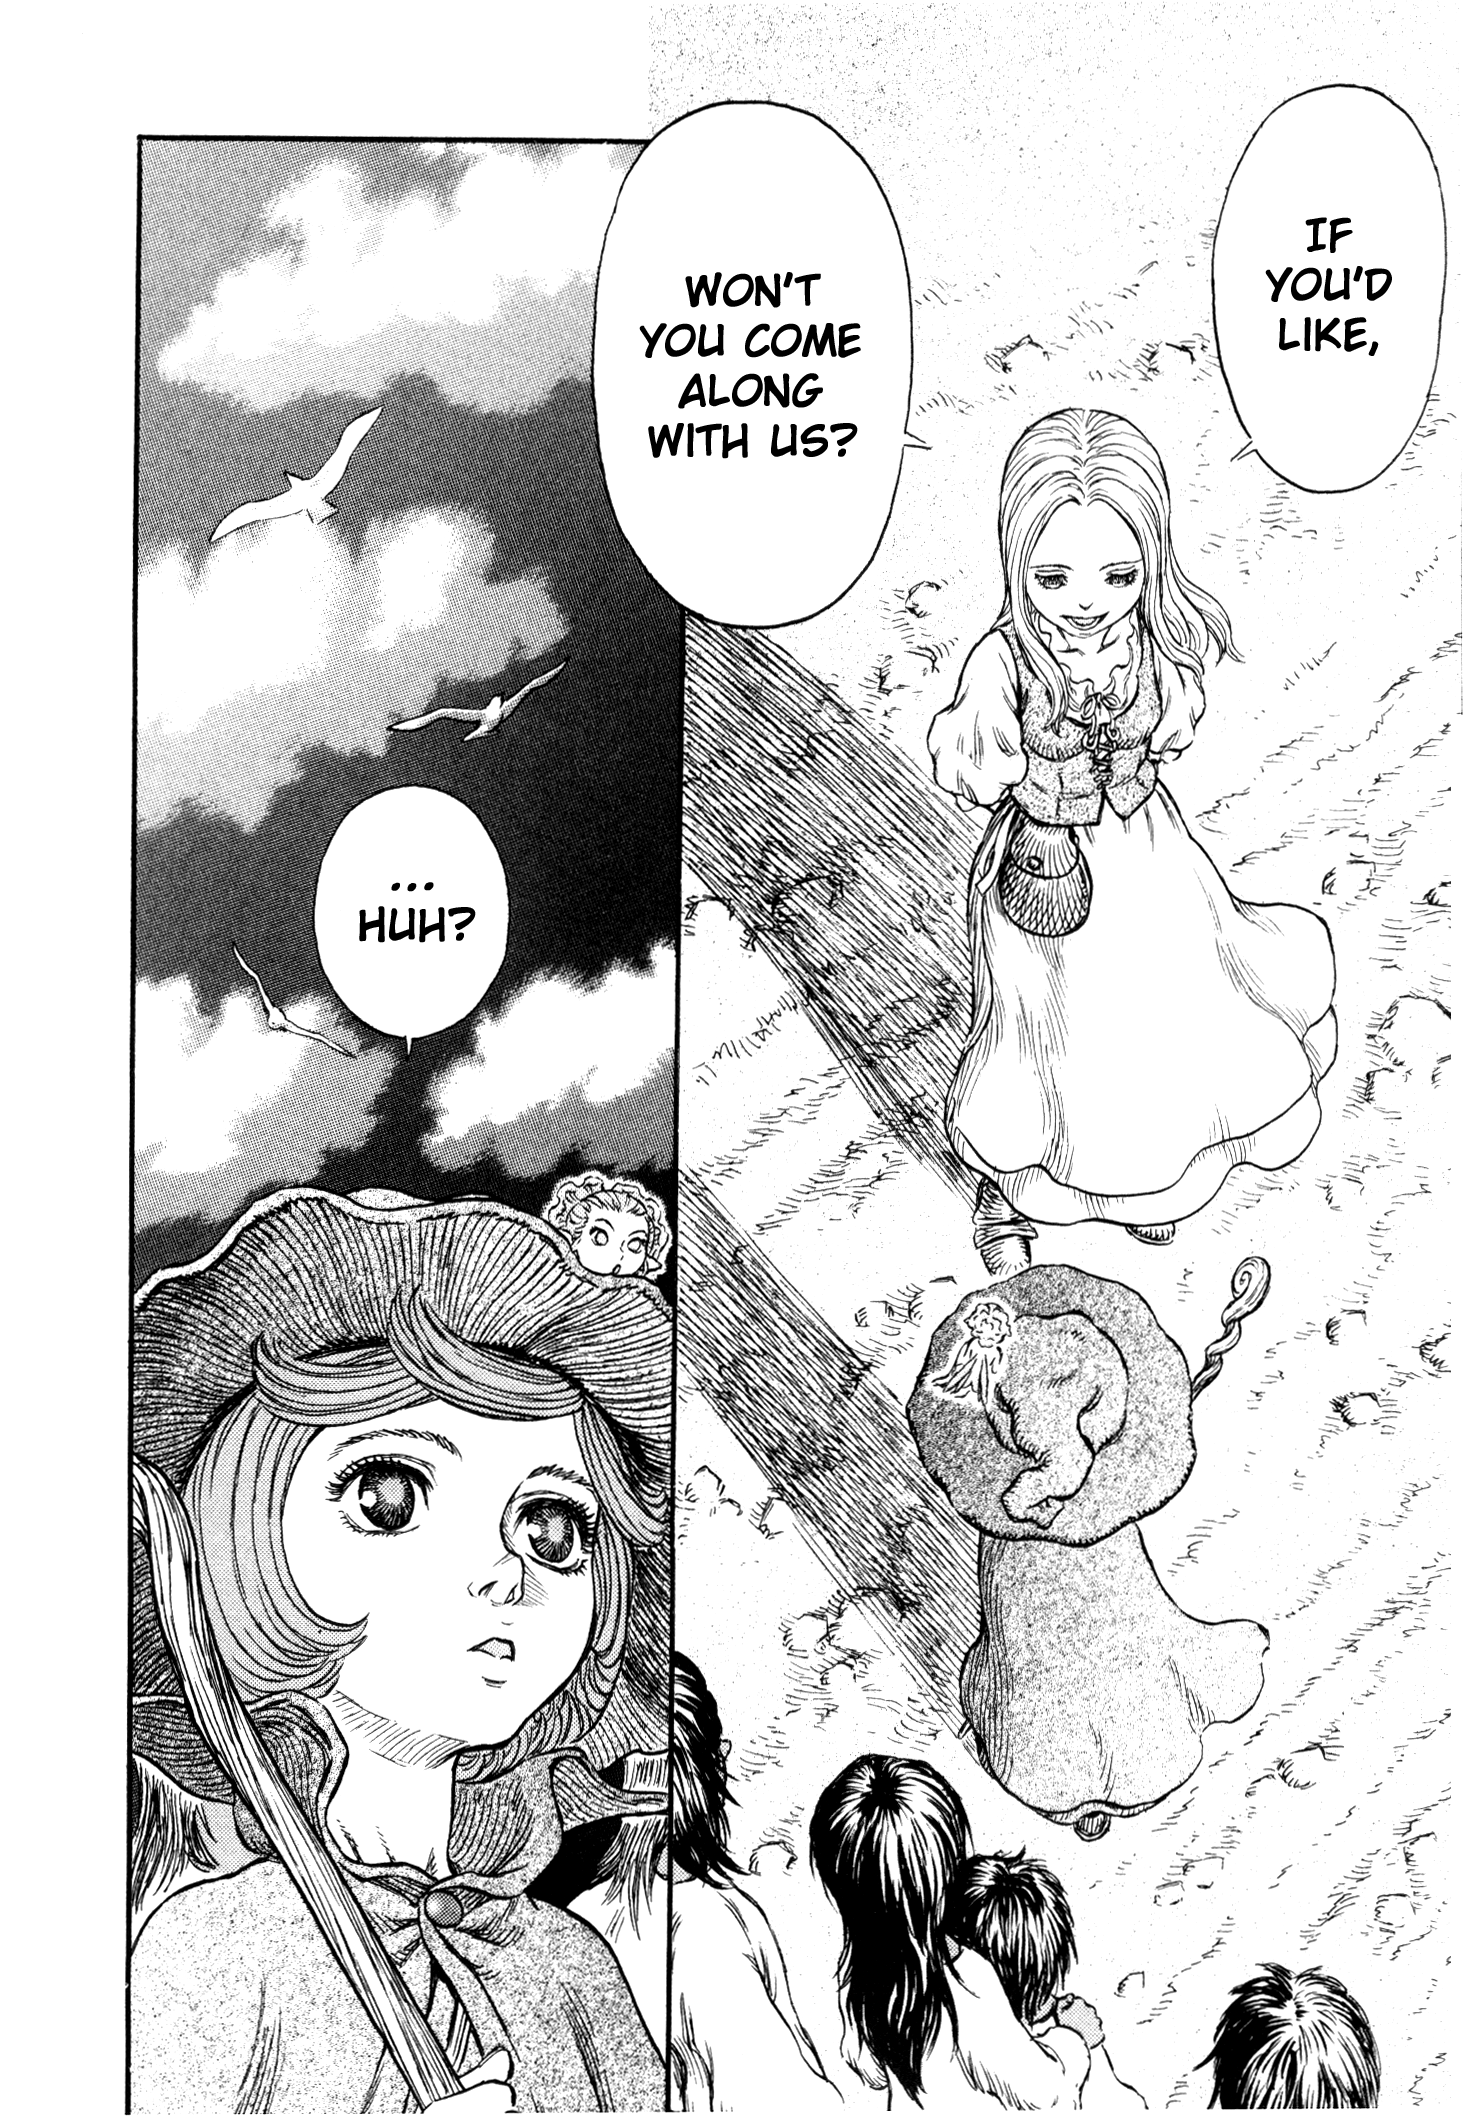 IF
YOU'D
LIKE,
WON'T
YOU COME
ALONG
WITH US?
...
HUH?